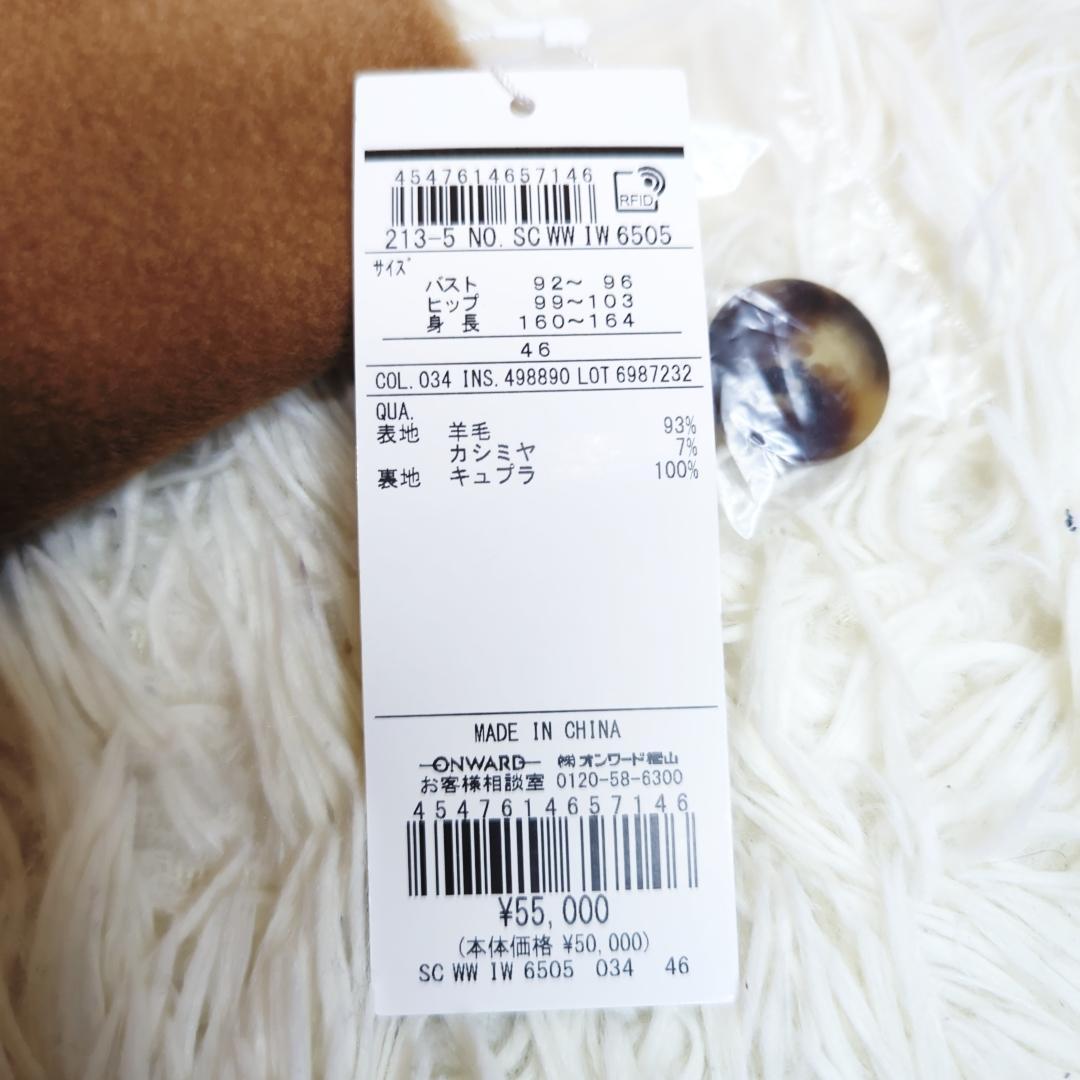 4547614657146
RFID
213-5 NO. SC WW IW 6505
サイズ
バスト 92～ 96
ヒップ 99～103
身長 160～164
46
COL. 034 INS. 498890 LOT 6987232
QUA.
表地 羊毛 93%
カシミヤ 7%
裏地 キュプラ 100%
MADE IN CHINA
ONWARD ㈱オンワード樫山
お客様相談室 0120-58-6300
4547614657146
¥55,000
(本体価格 ¥50,000)
SC WW IW 6505 034 46